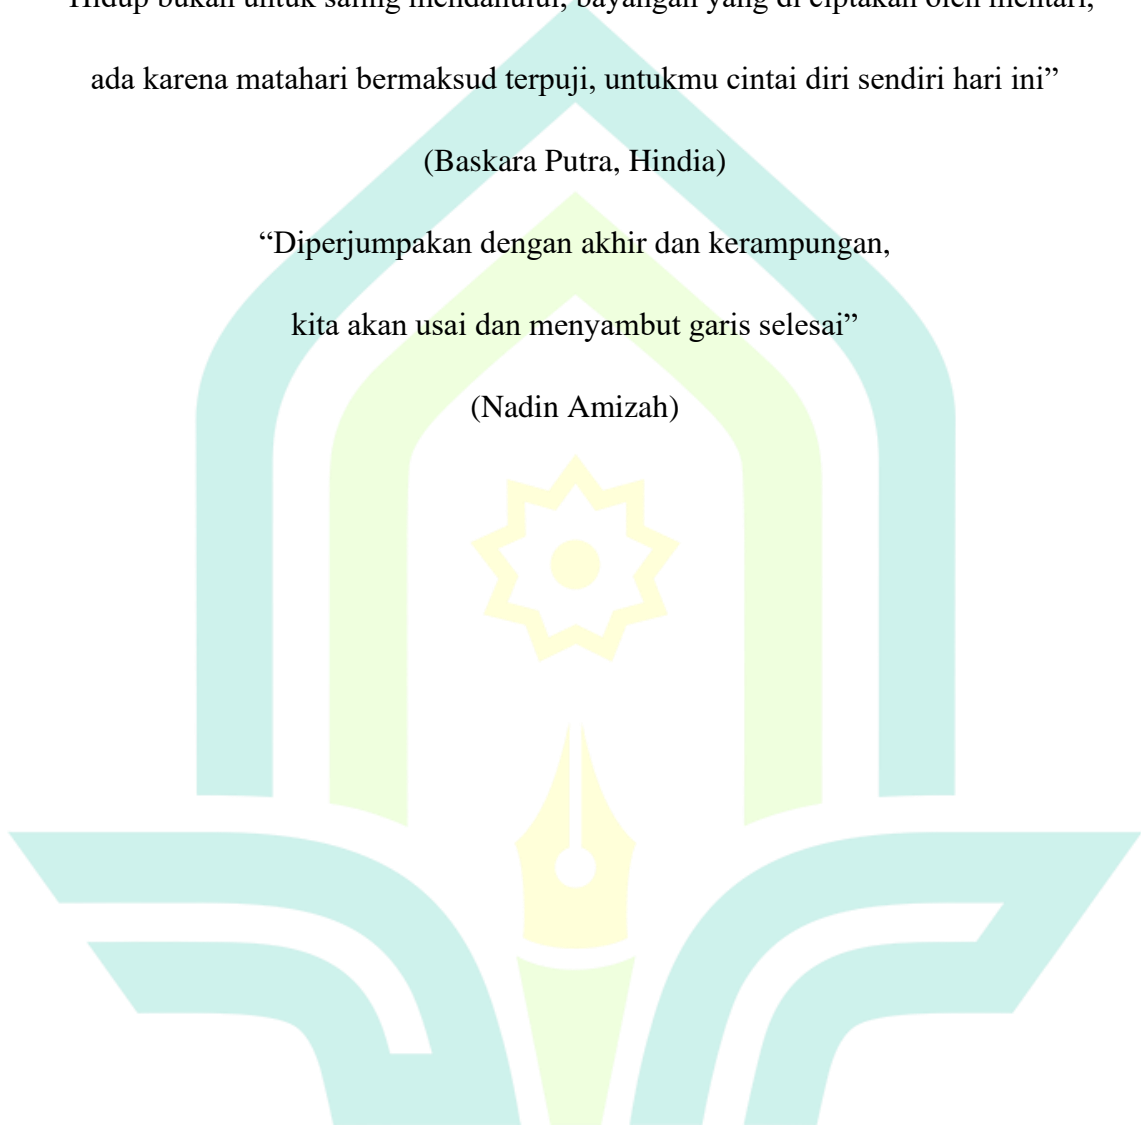 Hidup bukan untuk saling mendahului, bayangan yang di ciptakan oleh mentari,
ada karena matahari bermaksud terpuji, untukmu cintai diri sendiri hari ini”
(Baskara Putra, Hindia)
“Diperjumpakan dengan akhir dan kerampungan,
kita akan usai dan menyambut garis selesai”
(Nadin Amizah)